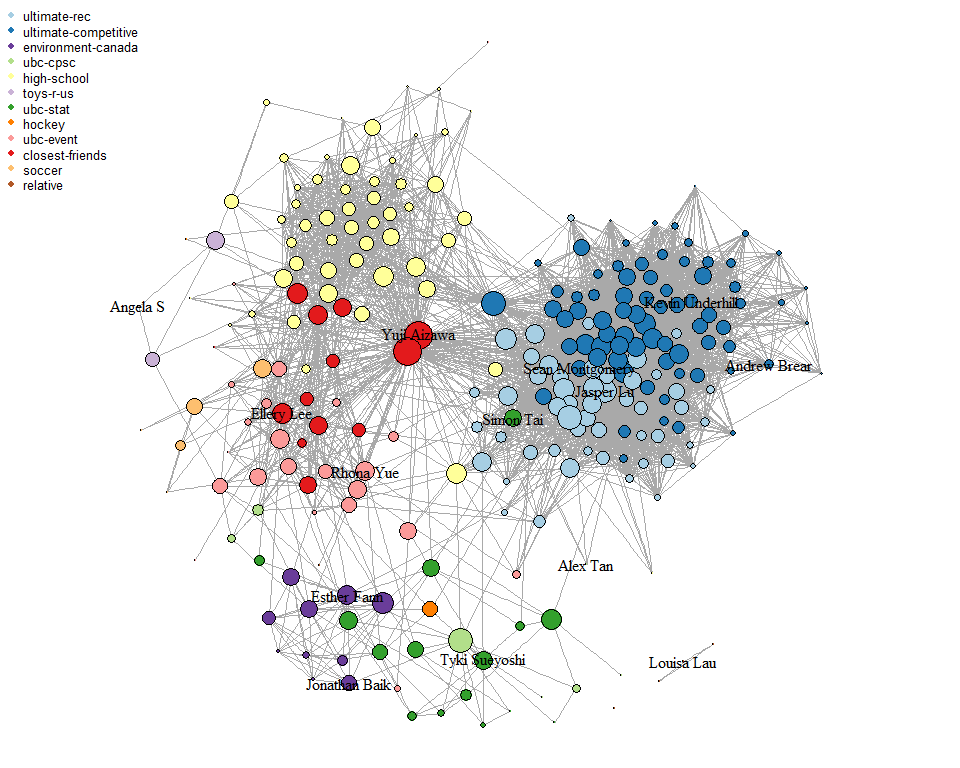 ultimate-rec
ultimate-competitive
environment-canada
ubc-cpsc
high-school
toys-r-us
ubc-stat
hockey
ubc-event
closest-friends
soccer
relative
Angela S
Kevin Underhill
Yuji Aizawa
Sean Montgomery
Andrew Brear
Jasper Lu
Ellery Lee
Simon Tai
Rhona Yue
Alex Tan
Esther Fann
Tyki Sueyoshi
Louisa Lau
Jonathan Baik